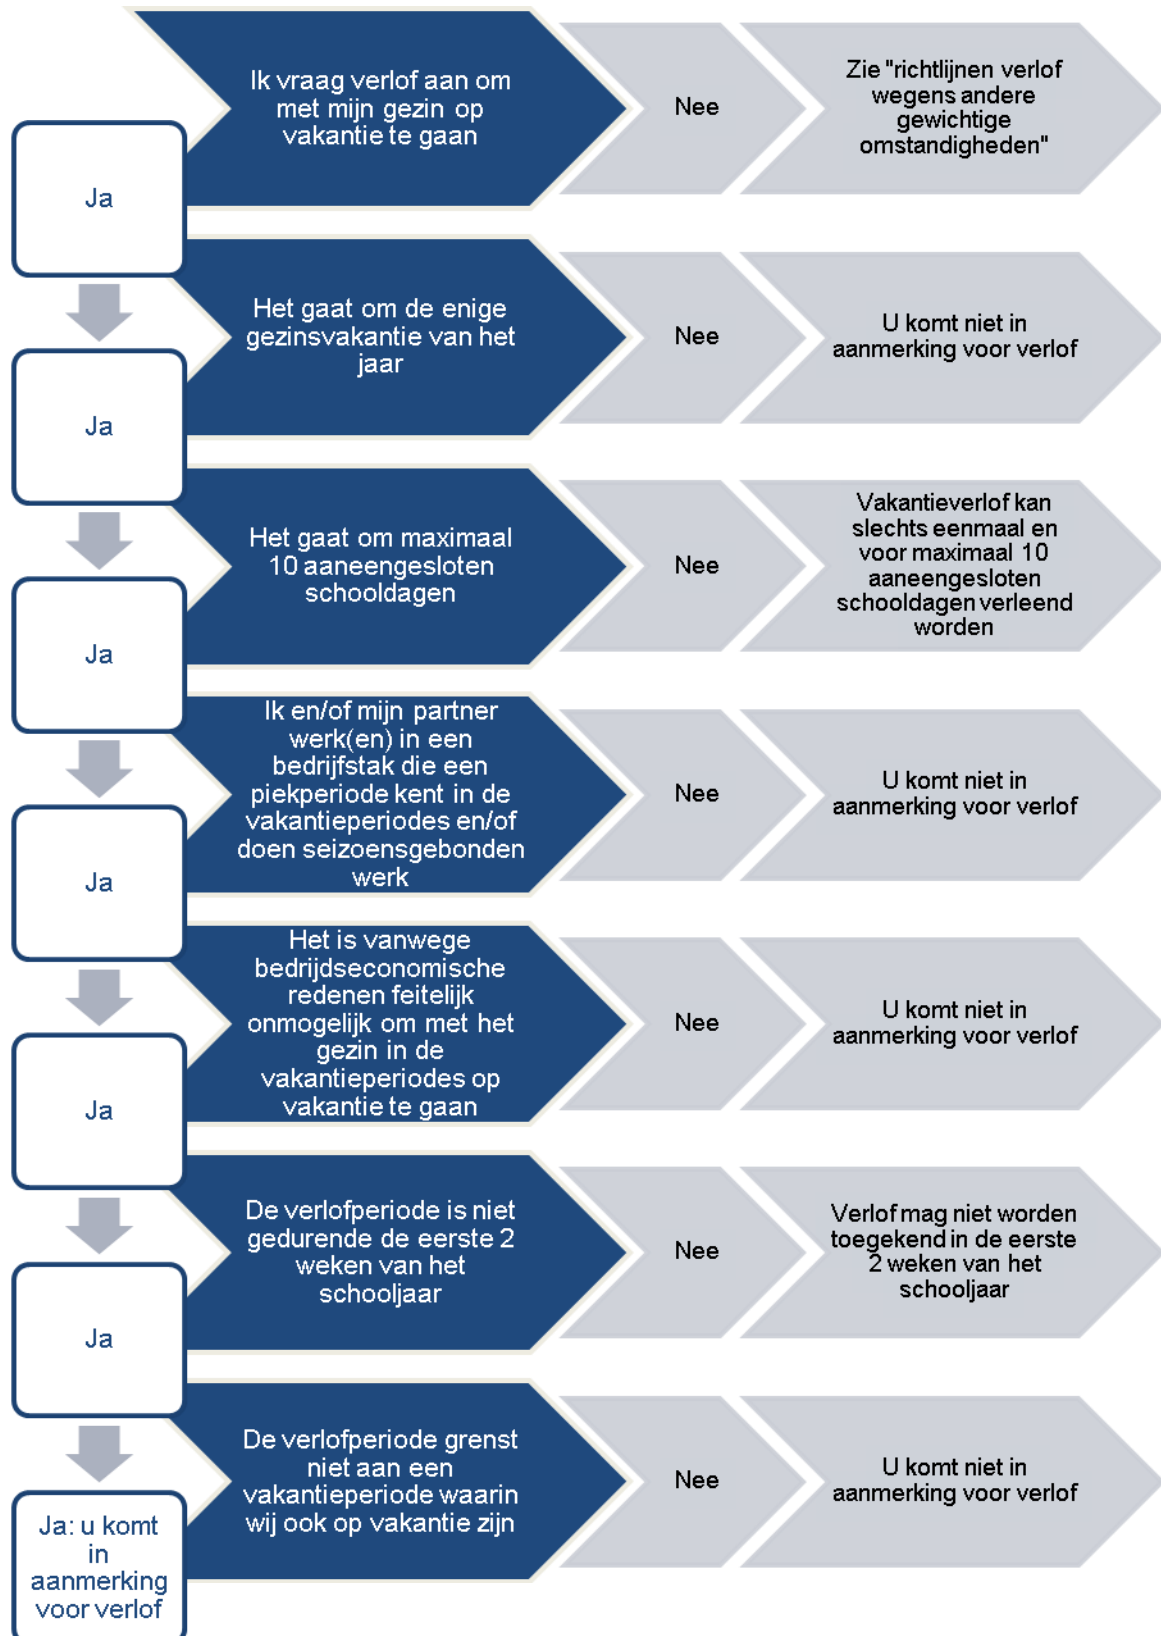 Ik vraag verlof aan om
met mijn gezin op
vakantie te gaan
Nee
Zie "richtlijnen verlof
wegens andere
gewichtige
omstandigheden"
Ja
Het gaat om de enige
gezinsvakantie van het
jaar
Nee
U komt niet in
aanmerking voor verlof
Ja
Het gaat om maximaal
10 aaneengesloten
schooldagen
Nee
Vakantieverlof kan
slechts eenmaal en
voor maximaal 10
aaneengesloten
schooldagen verleend
worden
Ja
Ik en/of mijn partner
werk(en) in een
bedrijfstak die een
piekperiode kent in de
vakantieperiodes en/of
doen seizoensgebonden
werk
Nee
U komt niet in
aanmerking voor verlof
Ja
Het is vanwege
bedrijdseconomische
redenen feitelijk
onmogelijk om met het
gezin in de
vakantieperiodes op
vakantie te gaan
Nee
U komt niet in
aanmerking voor verlof
Ja
De verlofperiode is niet
gedurende de eerste 2
weken van het
schooljaar
Nee
Verlof mag niet worden
toegekend in de eerste
2 weken van het
schooljaar
Ja
De verlofperiode grenst
niet aan een
vakantieperiode waarin
wij ook op vakantie zijn
Nee
U komt niet in
aanmerking voor verlof
Ja: u komt
in
aanmerking
voor verlof